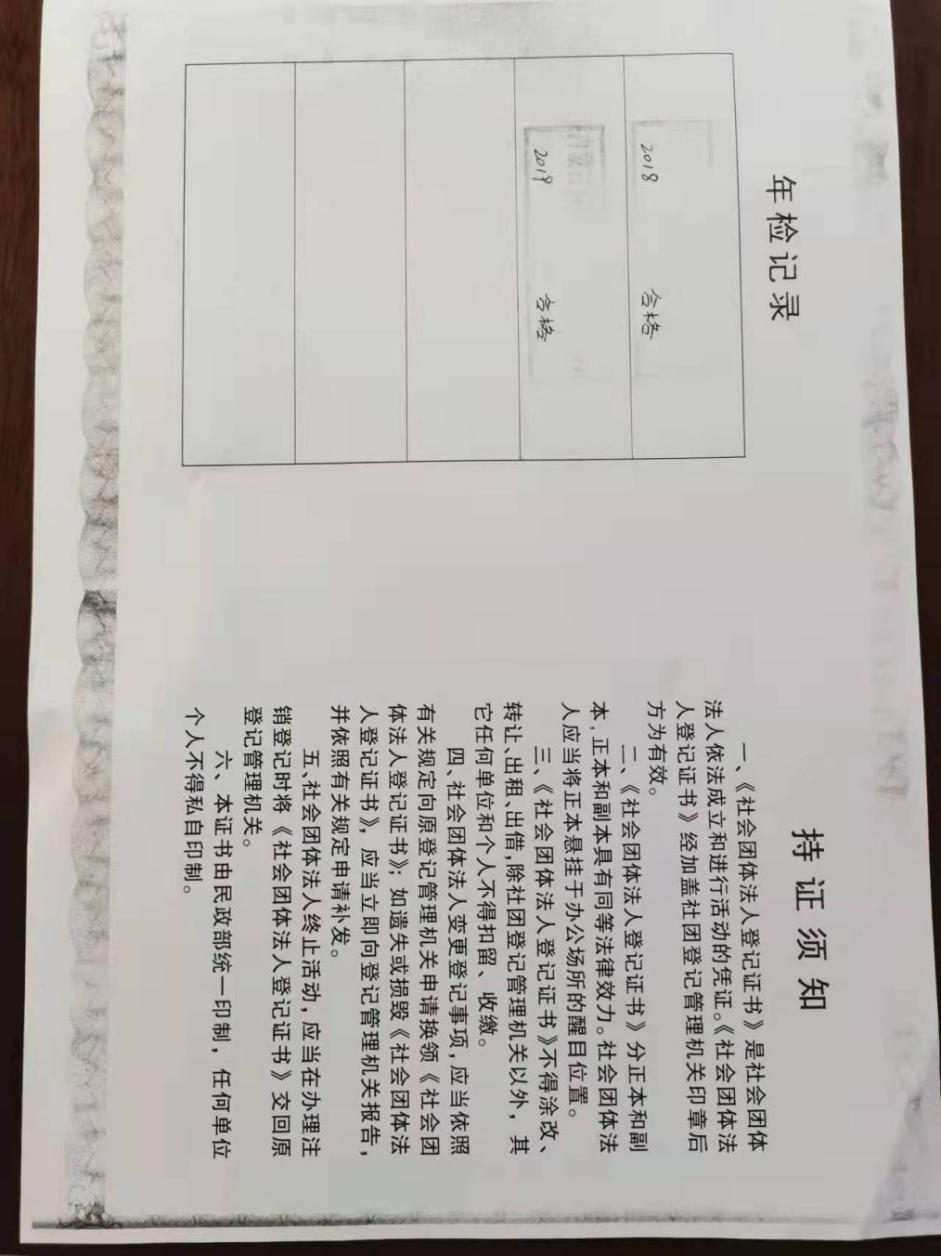 年检记录
2018 合格
2019 合格
持证须知
一、《社会团体法人登记证书》是社会团体
法人依法成立和进行活动的凭证。《社会团体法
人登记证书》经加盖社团登记管理机关印章后
方为有效。
二、《社会团体法人登记证书》分正本和副
本，正本和副本具有同等法律效力。社会团体法
人应当将正本悬挂于办公场所的醒目位置。
三、《社会团体法人登记证书》不得涂改、
转让、出租、出借，除社团登记管理机关以外，其
它任何单位和个人不得扣留、收缴。
四、社会团体法人变更登记事项，应当依照
有关规定向原登记管理机关申请换领《社会团
体法人登记证书》；如遗失或损毁《社会团体法
人登记证书》，应当立即向登记管理机关报告，
并依照有关规定申请补发。
五、社会团体法人终止活动，应当在办理注
销登记时将《社会团体法人登记证书》交回原
登记管理机关。
六、本证书由民政部统一印制，任何单位
个人不得私自印制。